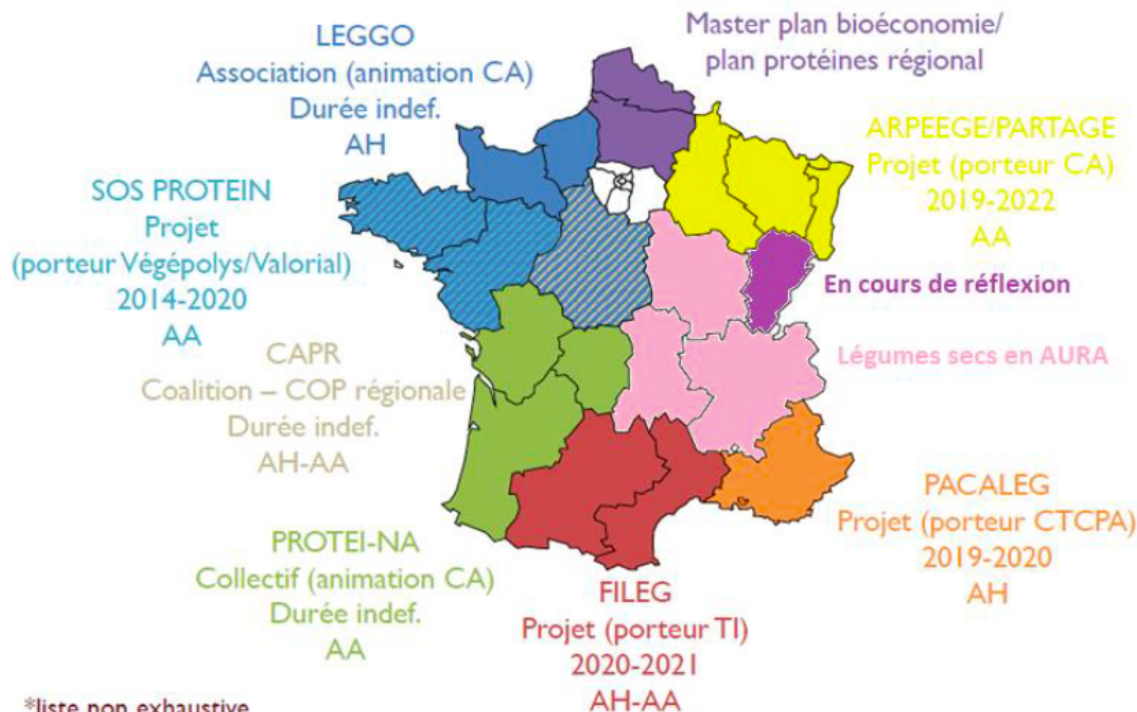 LEGGO
Association (animation CA)
Durée indef.
AH
Master plan bioéconomie/
plan protéines régional
ARPEEGE/PARTAGE
Projet (porteur CA)
2019-2022
AA
SOS PROTEIN
Projet
(porteur Végépolys/Valorial)
2014-2020
AA
En cours de réflexion
Légumes secs en AURA
CAPR
Coalition – COP régionale
Durée indef.
AH-AA
PACALEG
Projet (porteur CTCPA)
2019-2020
AH
PROTEI-NA
Collectif (animation CA)
Durée indef.
AA
FILEG
Projet (porteur TI)
2020-2021
AH-AA
*liste non exhaustive